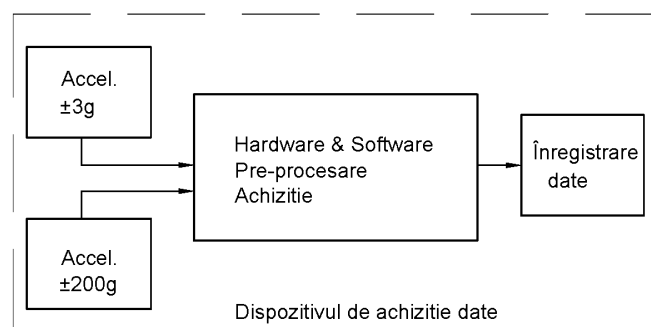 Accel.
±3g
Hardware & Software
Pre-procesare
Achizitie
Înregistrare
date
Accel.
±200g
Dispozitivul de achizitie date